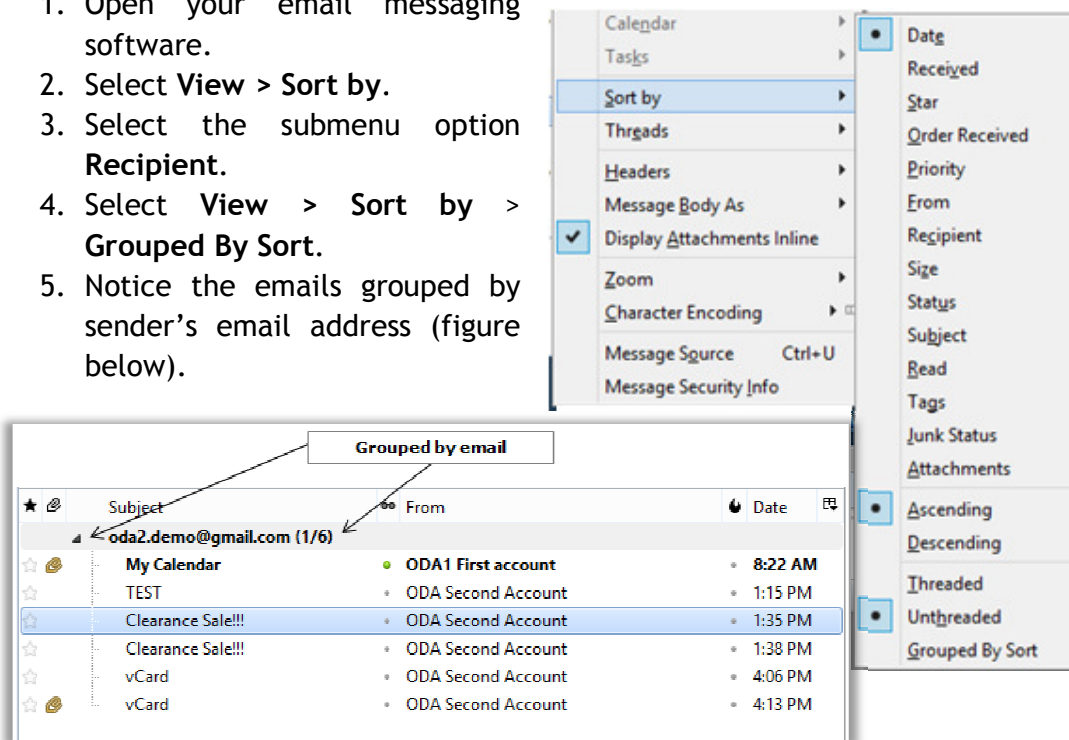 1. Open your email messaging
software.
2. Select View > Sort by.
3. Select the submenu option
Recipient.
4. Select View > Sort by >
Grouped By Sort.
5. Notice the emails grouped by
sender's email address (figure
below).
Calendar
Tasks
Sort by
Threads
Headers
Message Body As
Display Attachments Inline
Zoom
Character Encoding
Message Source Ctrl+U
Message Security Info
Date
Received
Star
Order Received
Priority
From
Recipient
Size
Status
Subject
Read
Tags
Junk Status
Attachments
Ascending
Descending
Threaded
Unthreaded
Grouped By Sort
Grouped by email
Subject From Date
oda2.demo@gmail.com (1/6)
My Calendar ODA1 First account 8:22 AM
TEST ODA Second Account 1:15 PM
Clearance Sale!!! ODA Second Account 1:35 PM
Clearance Sale!!! ODA Second Account 1:38 PM
vCard ODA Second Account 4:06 PM
vCard ODA Second Account 4:13 PM